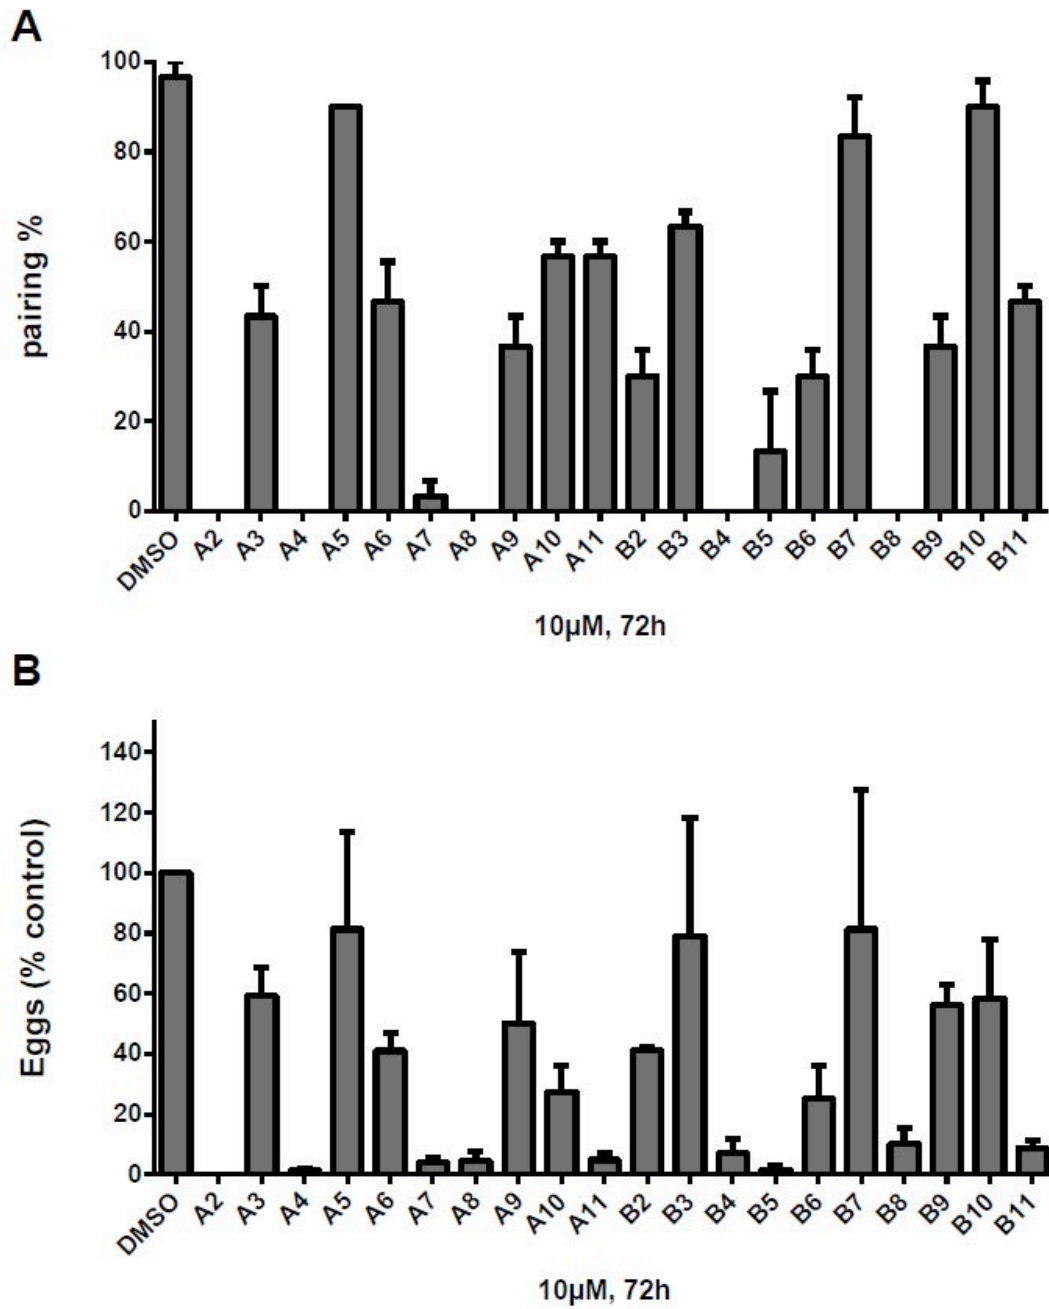 A
100
80
60
40
20
0
pairing %
DMSO A2 A3 A4 A5 A6 A7 A8 A9 A10 A11 B2 B3 B4 B5 B6 B7 B8 B9 B10 B11
10µM, 72h
B
140
120
100
80
60
40
20
0
Eggs (% control)
DMSO A2 A3 A4 A5 A6 A7 A8 A9 A10 A11 B2 B3 B4 B5 B6 B7 B8 B9 B10 B11
10µM, 72h